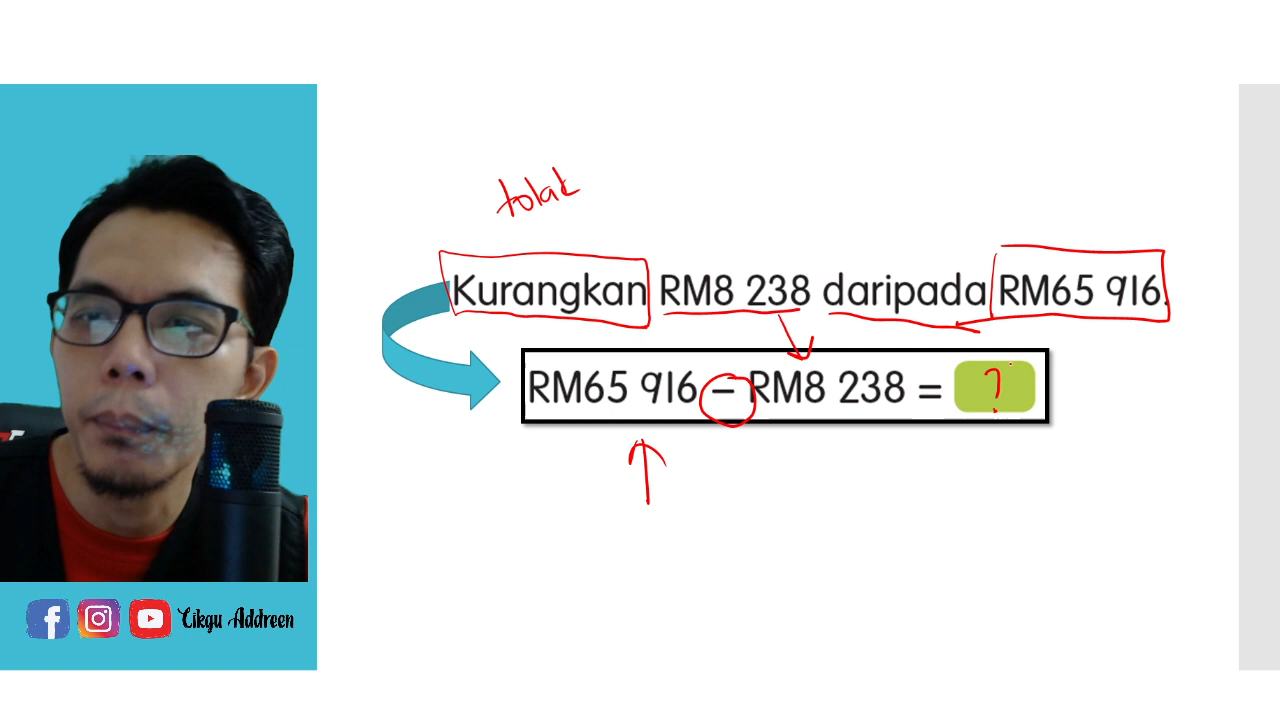 tolak
Kurangkan RM8 238 daripada RM65 916.
RM65 916 – RM8 238 = ?
Cikgu Addreen